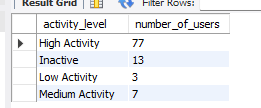 Result Grid Filter Rows:
activity_level number_of_users
High Activity 77
Inactive 13
Low Activity 3
Medium Activity 7